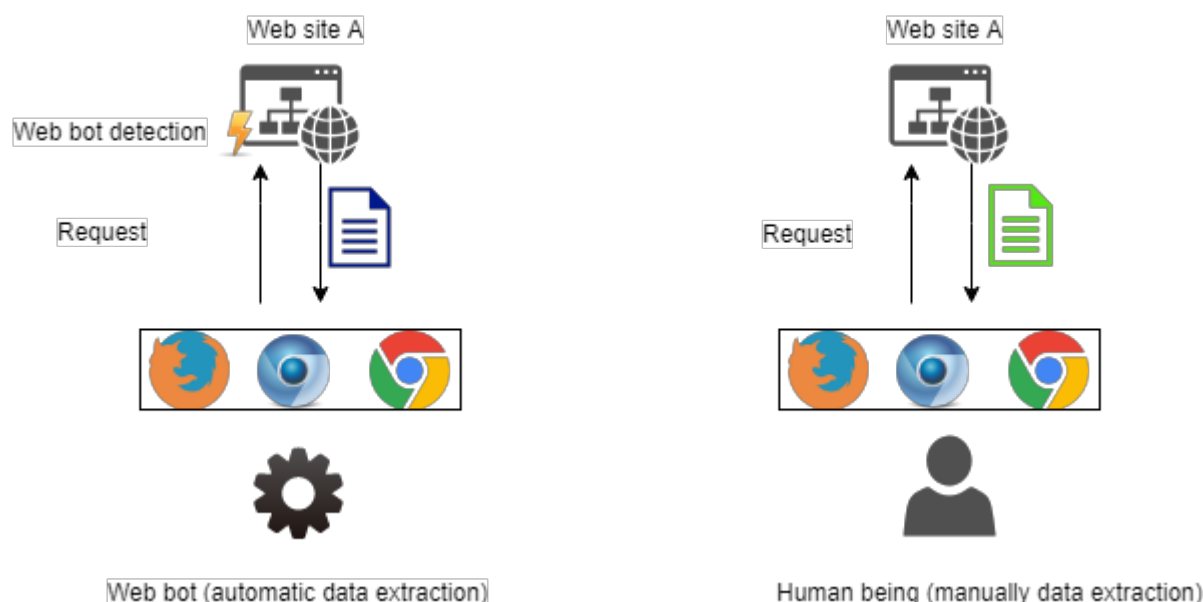 Web site A
Web site A
Web bot detection
Request
Request
Web bot (automatic data extraction)
Human being (manually data extraction)